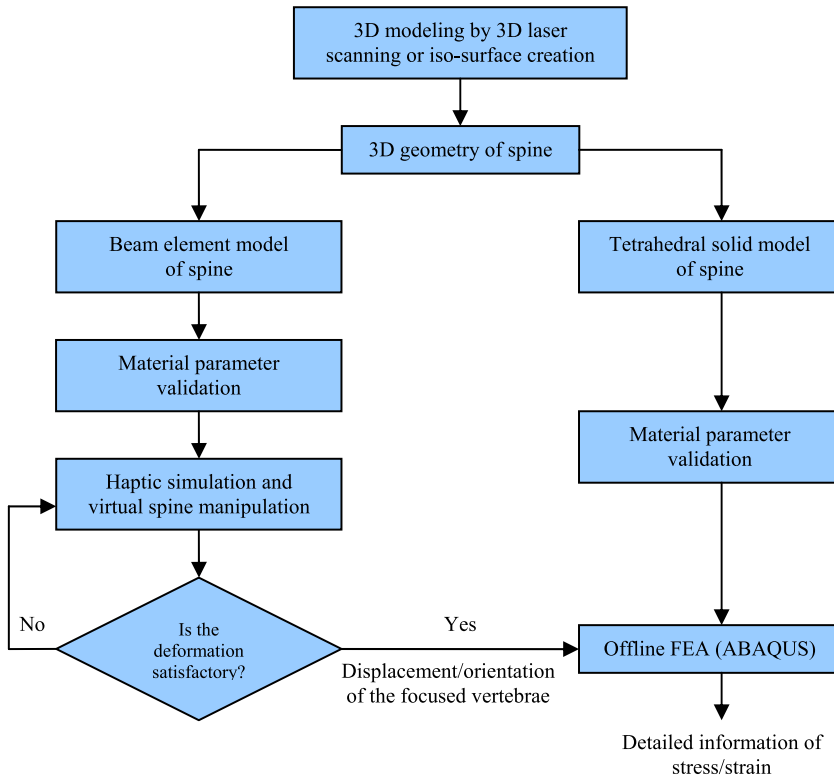 3D modeling by 3D laser
scanning or iso-surface creation
3D geometry of spine
Beam element model
of spine
Tetrahedral solid model
of spine
Material parameter
validation
Material parameter
validation
Haptic simulation and
virtual spine manipulation
No
Is the
deformation
satisfactory?
Yes
Displacement/orientation
of the focused vertebrae
Offline FEA (ABAQUS)
Detailed information of
stress/strain